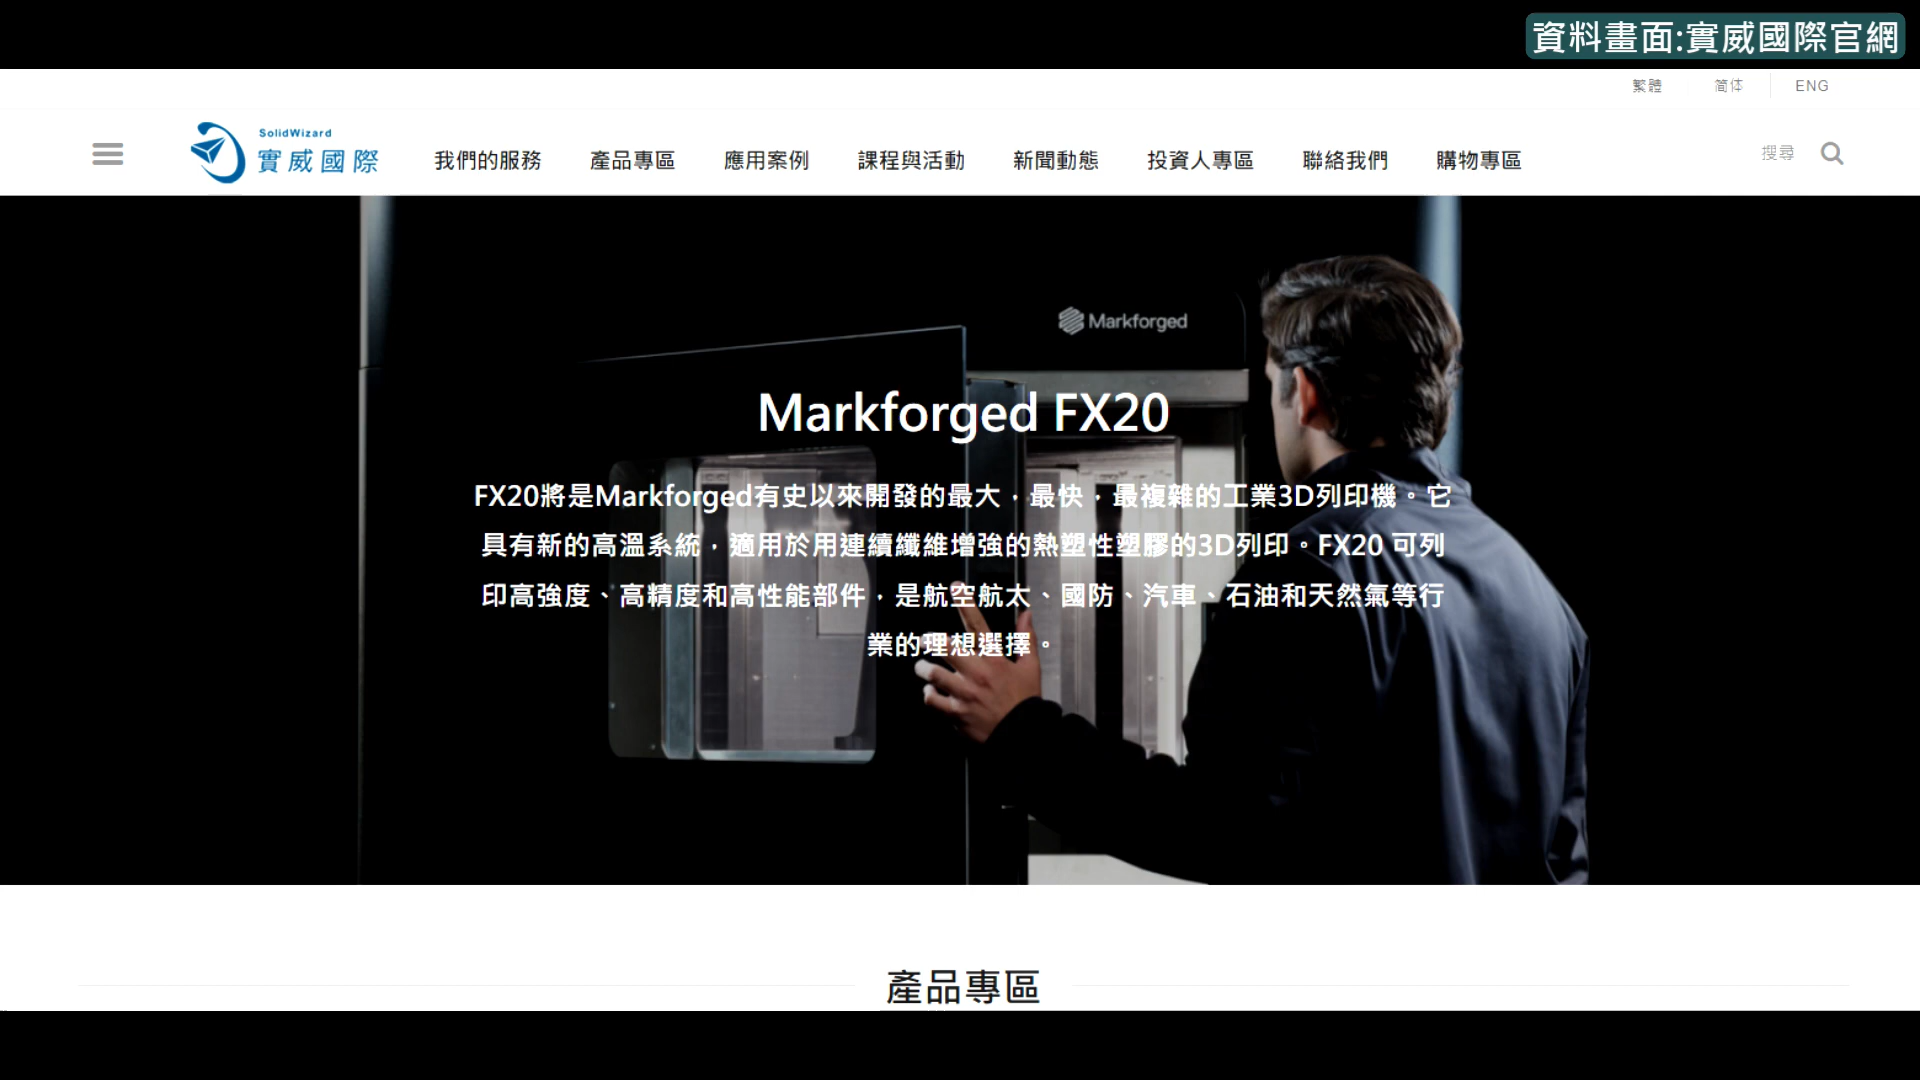 資料畫面:實威國際官網
繁體 简体 ENG
SolidWizard
實威國際
我們的服務 產品專區 應用案例 課程與活動 新聞動態 投資人專區 聯絡我們 購物專區
搜尋
Markforged
Markforged FX20
FX20將是Markforged有史以來開發的最大，最快，最複雜的工業3D列印機。它
具有新的高溫系統，適用於用連續纖維增強的熱塑性塑膠的3D列印。FX20 可列
印高強度、高精度和高性能部件，是航空航太、國防、汽車、石油和天然氣等行
業的理想選擇。
產品專區